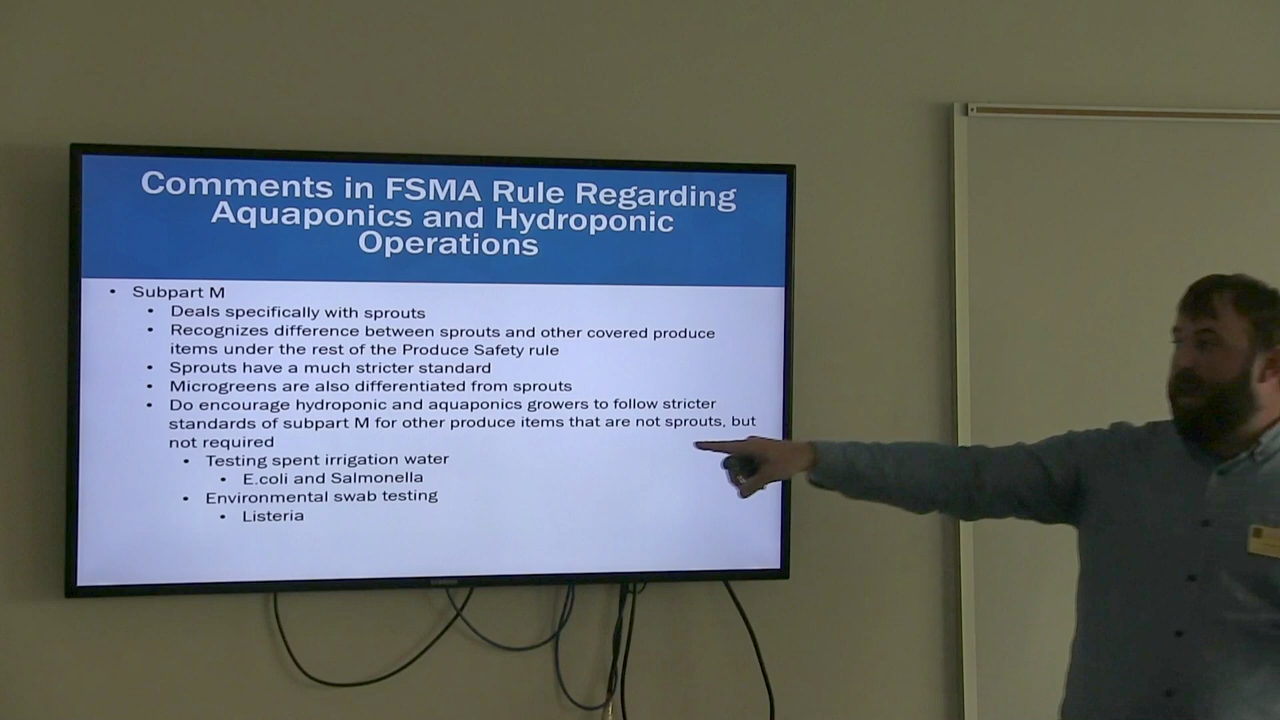 Comments in FSMA Rule Regarding
Aquaponics and Hydroponic
Operations
• Subpart M
• Deals specifically with sprouts
• Recognizes difference between sprouts and other covered produce
items under the rest of the Produce Safety rule
• Sprouts have a much stricter standard
• Microgreens are also differentiated from sprouts
• Do encourage hydroponic and aquaponics growers to follow stricter
standards of subpart M for other produce items that are not sprouts, but
not required
• Testing spent irrigation water
• E.coli and Salmonella
• Environmental swab testing
• Listeria